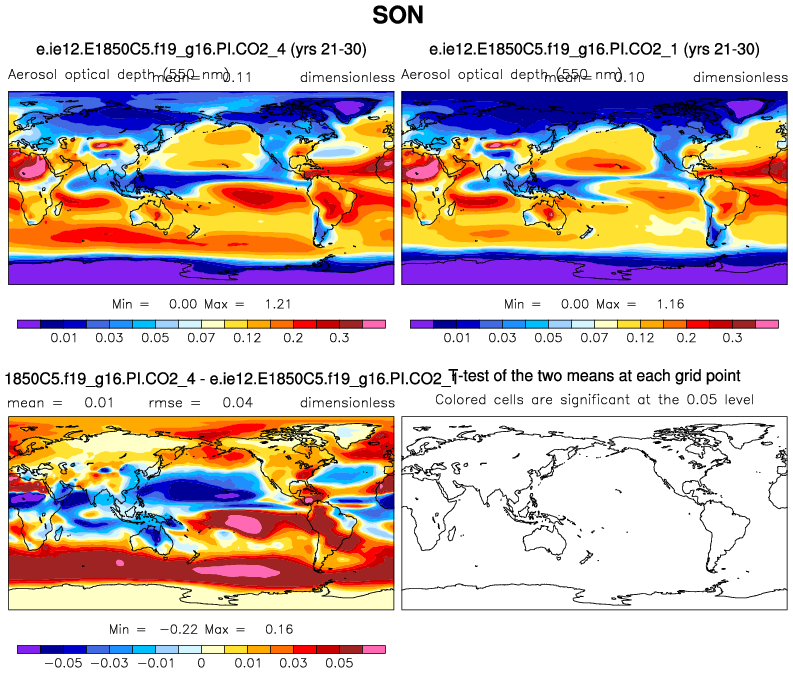 SON
e.ie12.E1850C5.f19_g16.PI.CO2_4 (yrs 21-30)
Aerosol optical depth (550 nm) mean= 0.11 dimensionless
Min = 0.00 Max = 1.21
0.01 0.03 0.05 0.07 0.12 0.2 0.3
e.ie12.E1850C5.f19_g16.PI.CO2_1 (yrs 21-30)
Aerosol optical depth (550 nm) mean= 0.10 dimensionless
Min = 0.00 Max = 1.16
0.01 0.03 0.05 0.07 0.12 0.2 0.3
1850C5.f19_g16.PI.CO2_4 - e.ie12.E1850C5.f19_g16.PI.CO2_1
mean = 0.01 rmse = 0.04 dimensionless
Min = -0.22 Max = 0.16
-0.05 -0.03 -0.01 0 0.01 0.03 0.05
T-test of the two means at each grid point
Colored cells are significant at the 0.05 level